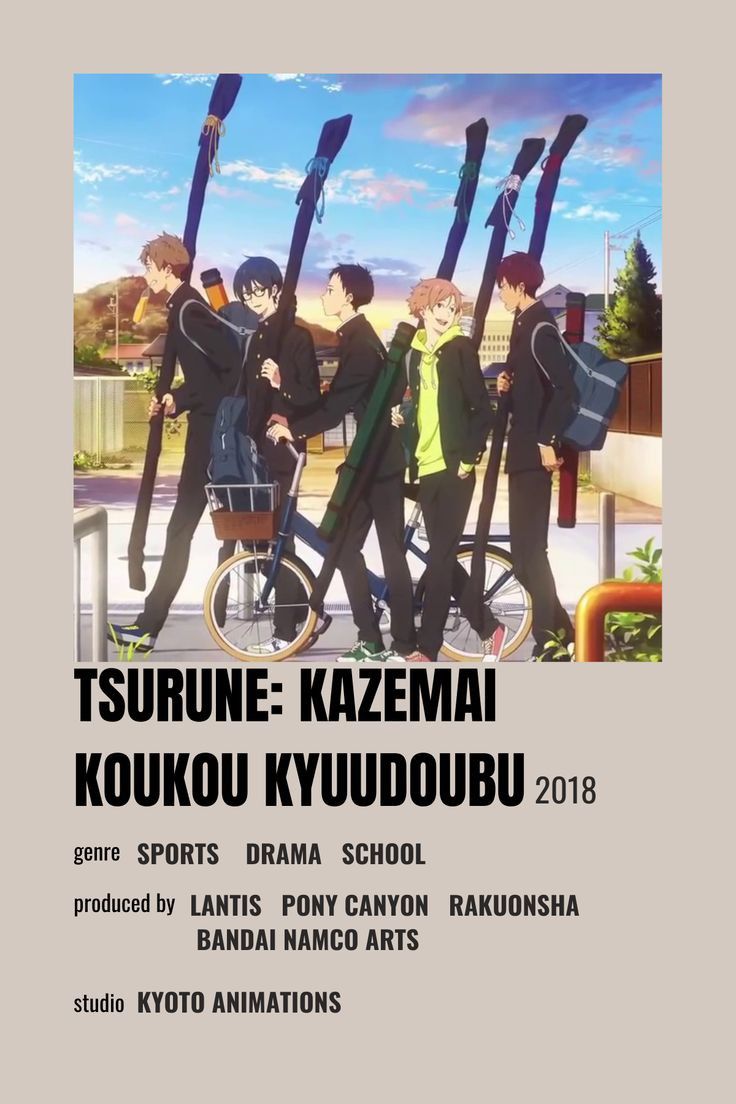 TSURUNE: KAZEMAI
KOUKOU KYUUDOUBU 2018
genre SPORTS DRAMA SCHOOL
produced by LANTIS PONY CANYON RAKUONSHA
BANDAI NAMCO ARTS
studio KYOTO ANIMATIONS